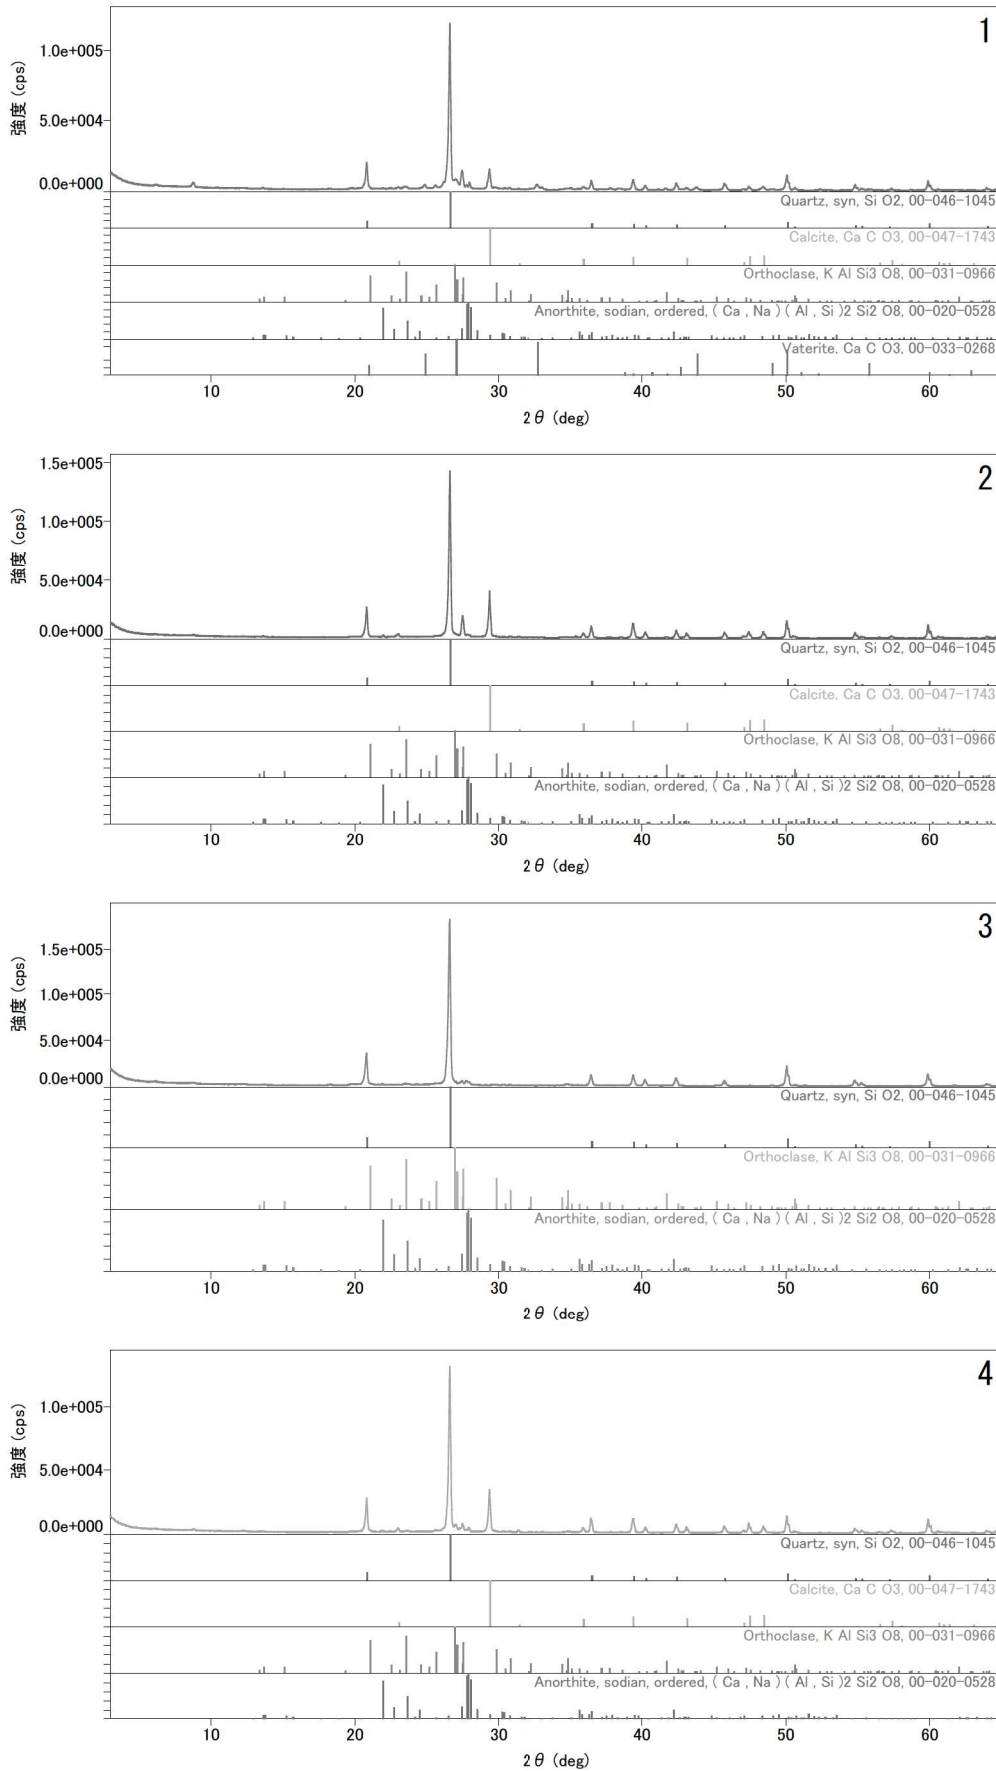 1
1.0e+005
強度 (cps)
5.0e+004
0.0e+000
Quartz, syn, Si O2, 00-046-1045
Calcite, Ca C O3, 00-047-1743
Orthoclase, K Al Si3 O8, 00-031-0966
Anorthite, sodian, ordered, ( Ca , Na ) ( Al , Si )2 Si2 O8, 00-020-0528
Vaterite, Ca C O3, 00-033-0268
10 20 30 40 50 60
2θ (deg)
1.5e+005
2
1.0e+005
強度 (cps)
5.0e+004
0.0e+000
Quartz, syn, Si O2, 00-046-1045
Calcite, Ca C O3, 00-047-1743
Orthoclase, K Al Si3 O8, 00-031-0966
Anorthite, sodian, ordered, ( Ca , Na ) ( Al , Si )2 Si2 O8, 00-020-0528
10 20 30 40 50 60
2θ (deg)
3
1.5e+005
強度 (cps)
1.0e+005
5.0e+004
0.0e+000
Quartz, syn, Si O2, 00-046-1045
Orthoclase, K Al Si3 O8, 00-031-0966
Anorthite, sodian, ordered, ( Ca , Na ) ( Al , Si )2 Si2 O8, 00-020-0528
10 20 30 40 50 60
2θ (deg)
4
1.0e+005
強度 (cps)
5.0e+004
0.0e+000
Quartz, syn, Si O2, 00-046-1045
Calcite, Ca C O3, 00-047-1743
Orthoclase, K Al Si3 O8, 00-031-0966
Anorthite, sodian, ordered, ( Ca , Na ) ( Al , Si )2 Si2 O8, 00-020-0528
10 20 30 40 50 60
2θ (deg)